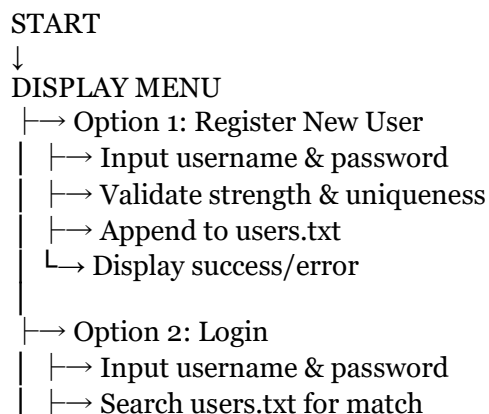 START
↓
DISPLAY MENU
├→ Option 1: Register New User
│ ├→ Input username & password
│ ├→ Validate strength & uniqueness
│ ├→ Append to users.txt
│ └→ Display success/error
│
├→ Option 2: Login
│ ├→ Input username & password
│ ├→ Search users.txt for match